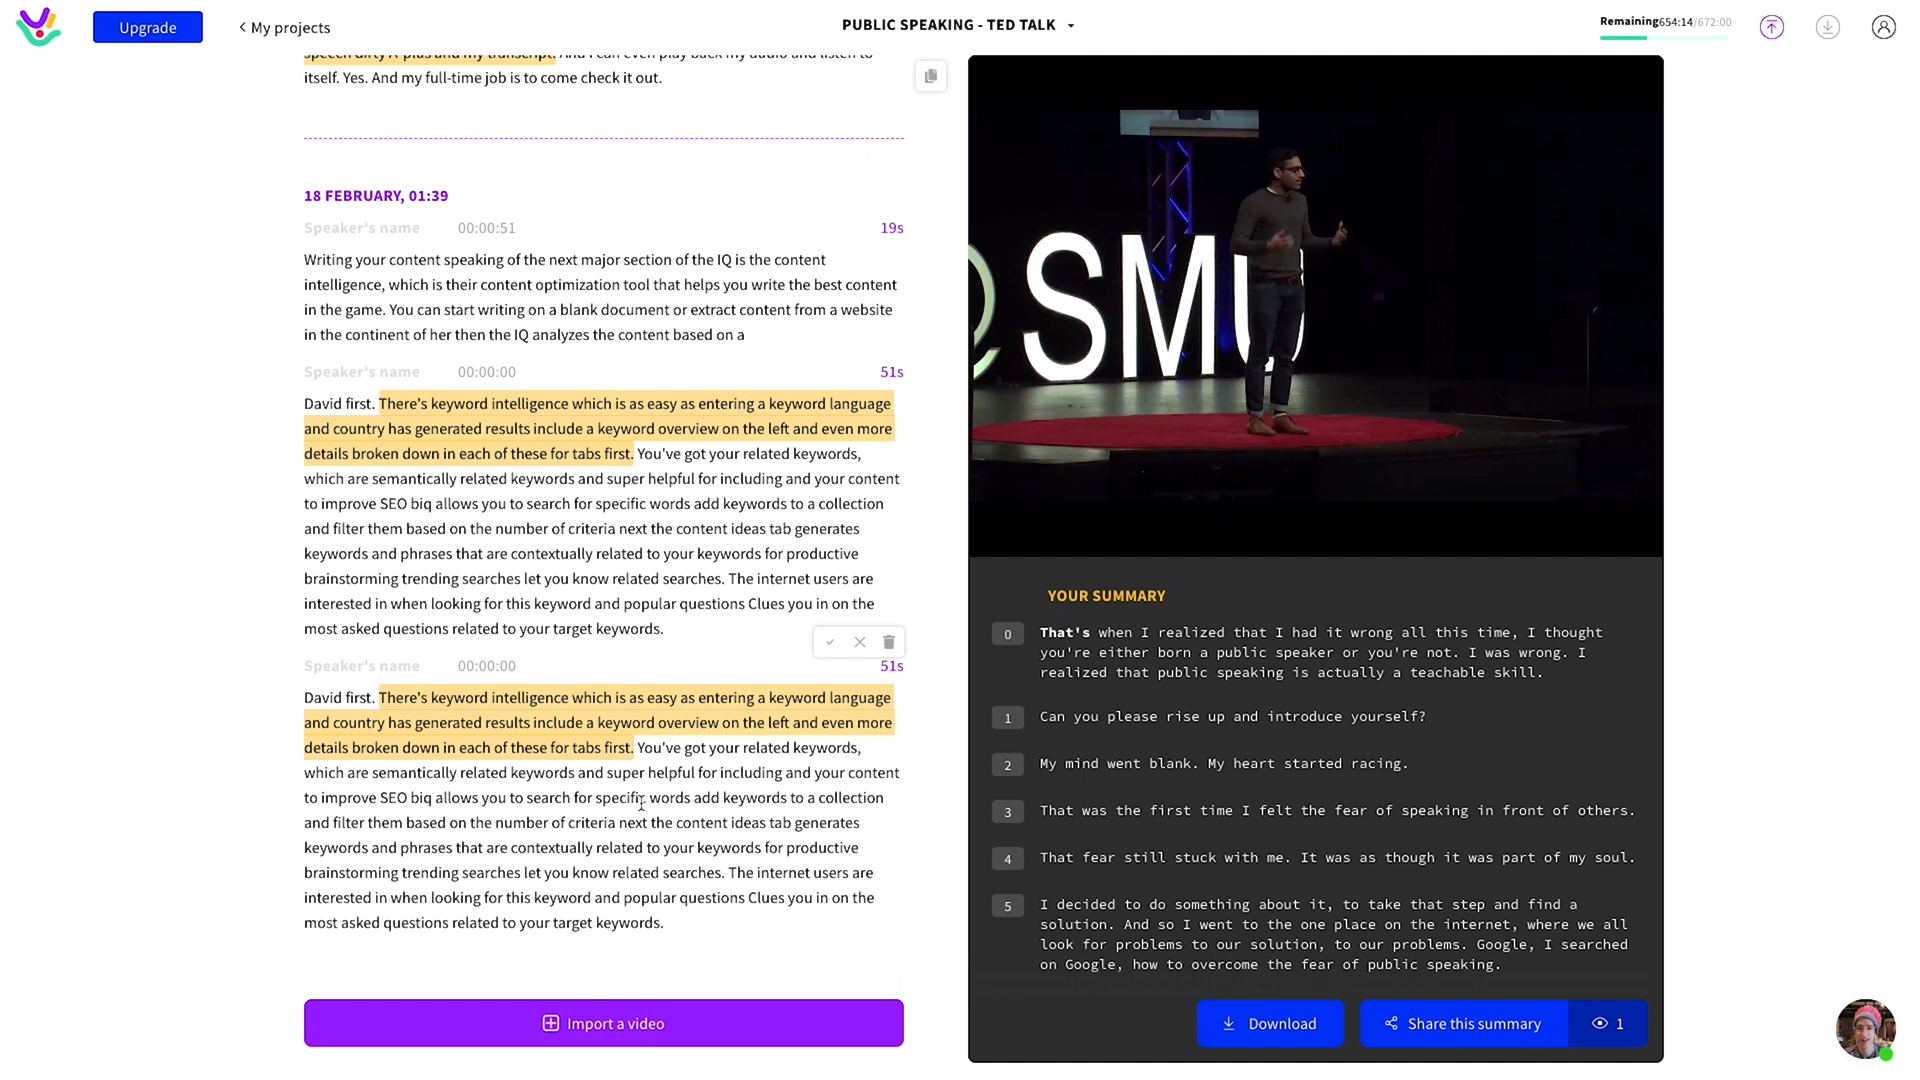 Upgrade
My projects
PUBLIC SPEAKING - TED TALK
Remaining654:14/672:00
speech dirty A-plus and my transcript. And I can even play back my audio and listen to
itself. Yes. And my full-time job is to come check it out.
18 FEBRUARY, 01:39
Speaker's name 00:00:51 19s
Writing your content speaking of the next major section of the IQ is the content
intelligence, which is their content optimization tool that helps you write the best content
in the game. You can start writing on a blank document or extract content from a website
in the continent of her then the IQ analyzes the content based on a
Speaker's name 00:00:00 51s
David first. There's keyword intelligence which is as easy as entering a keyword language
and country has generated results include a keyword overview on the left and even more
details broken down in each of these for tabs first. You've got your related keywords,
which are semantically related keywords and super helpful for including and your content
to improve SEO biq allows you to search for specific words add keywords to a collection
and filter them based on the number of criteria next the content ideas tab generates
keywords and phrases that are contextually related to your keywords for productive
brainstorming trending searches let you know related searches. The internet users are
interested in when looking for this keyword and popular questions Clues you in on the
most asked questions related to your target keywords.
Speaker's name 00:00:00 51s
David first. There's keyword intelligence which is as easy as entering a keyword language
and country has generated results include a keyword overview on the left and even more
details broken down in each of these for tabs first. You've got your related keywords,
which are semantically related keywords and super helpful for including and your content
to improve SEO biq allows you to search for specific words add keywords to a collection
and filter them based on the number of criteria next the content ideas tab generates
keywords and phrases that are contextually related to your keywords for productive
brainstorming trending searches let you know related searches. The internet users are
interested in when looking for this keyword and popular questions Clues you in on the
most asked questions related to your target keywords.
Import a video
SMU
YOUR SUMMARY
0 That's when I realized that I had it wrong all this time, I thought
you're either born a public speaker or you're not. I was wrong. I
realized that public speaking is actually a teachable skill.
1 Can you please rise up and introduce yourself?
2 My mind went blank. My heart started racing.
3 That was the first time I felt the fear of speaking in front of others.
4 That fear still stuck with me. It was as though it was part of my soul.
5 I decided to do something about it, to take that step and find a
solution. And so I went to the one place on the internet, where we all
look for problems to our solution, to our problems. Google, I searched
on Google, how to overcome the fear of public speaking.
Download
Share this summary
1